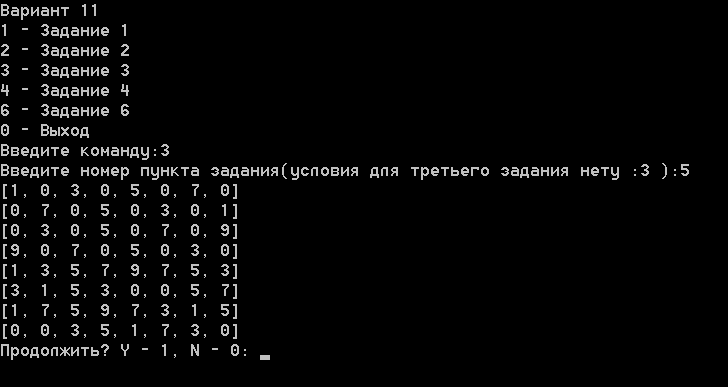 Вариант 11
1 - Задание 1
2 - Задание 2
3 - Задание 3
4 - Задание 4
6 - Задание 6
0 - Выход
Введите команду:3
Введите номер пункта задания(условия для третьего задания нету :3 ):5
[1, 0, 3, 0, 5, 0, 7, 0]
[0, 7, 0, 5, 0, 3, 0, 1]
[0, 3, 0, 5, 0, 7, 0, 9]
[9, 0, 7, 0, 5, 0, 3, 0]
[1, 3, 5, 7, 9, 7, 5, 3]
[3, 1, 5, 3, 0, 0, 5, 7]
[1, 7, 5, 9, 7, 3, 1, 5]
[0, 0, 3, 5, 1, 7, 3, 0]
Продолжить? Y - 1, N - 0: